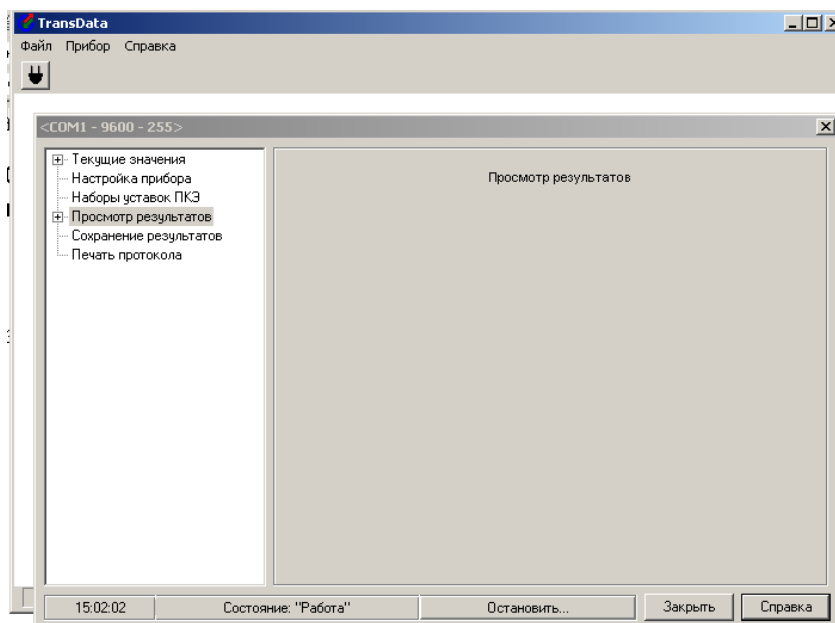 TransData
Файл Прибор Справка
<COM1 - 9600 - 255>
Текущие значения
Настройка прибора
Наборы уставок ПКЭ
Просмотр результатов
Сохранение результатов
Печать протокола
Просмотр результатов
15:02:02 Состояние: "Работа" Остановить... Закрыть Справка